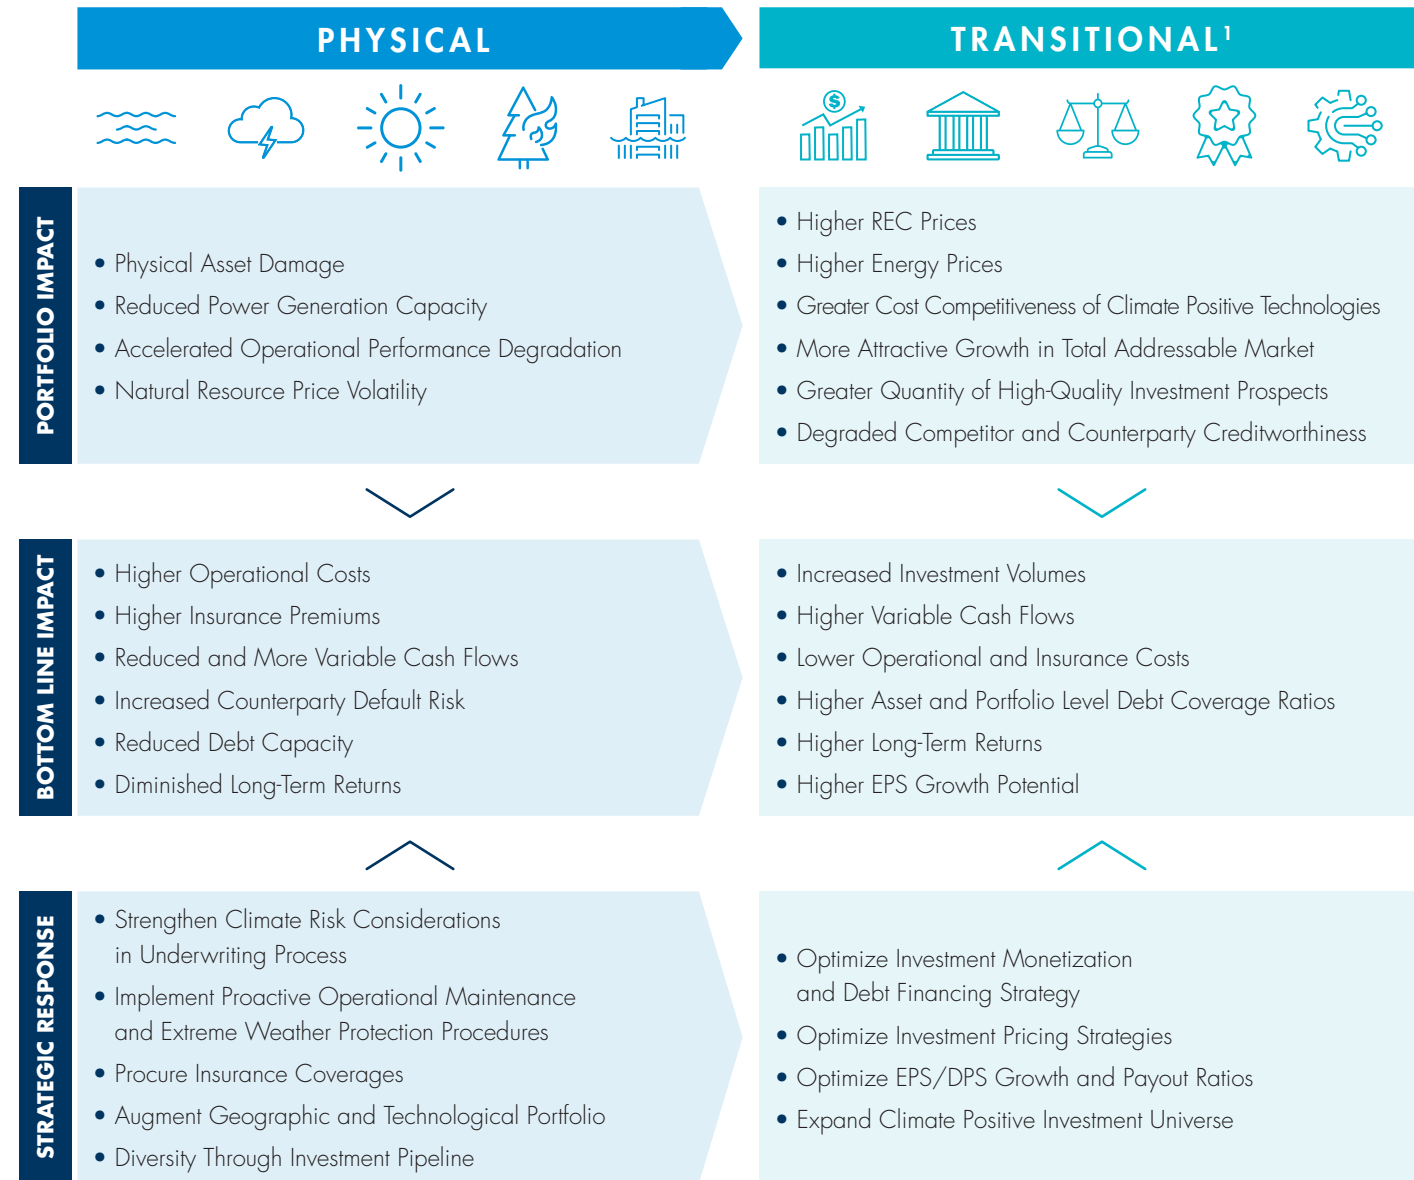 PHYSICAL
TRANSITIONAL¹
$
PORTFOLIO IMPACT
• Physical Asset Damage
• Reduced Power Generation Capacity
• Accelerated Operational Performance Degradation
• Natural Resource Price Volatility
• Higher REC Prices
• Higher Energy Prices
• Greater Cost Competitiveness of Climate Positive Technologies
• More Attractive Growth in Total Addressable Market
• Greater Quantity of High-Quality Investment Prospects
• Degraded Competitor and Counterparty Creditworthiness
BOTTOM LINE IMPACT
• Higher Operational Costs
• Higher Insurance Premiums
• Reduced and More Variable Cash Flows
• Increased Counterparty Default Risk
• Reduced Debt Capacity
• Diminished Long-Term Returns
• Increased Investment Volumes
• Higher Variable Cash Flows
• Lower Operational and Insurance Costs
• Higher Asset and Portfolio Level Debt Coverage Ratios
• Higher Long-Term Returns
• Higher EPS Growth Potential
STRATEGIC RESPONSE
• Strengthen Climate Risk Considerations
in Underwriting Process
• Implement Proactive Operational Maintenance
and Extreme Weather Protection Procedures
• Procure Insurance Coverages
• Augment Geographic and Technological Portfolio
• Diversity Through Investment Pipeline
• Optimize Investment Monetization
and Debt Financing Strategy
• Optimize Investment Pricing Strategies
• Optimize EPS/DPS Growth and Payout Ratios
• Expand Climate Positive Investment Universe